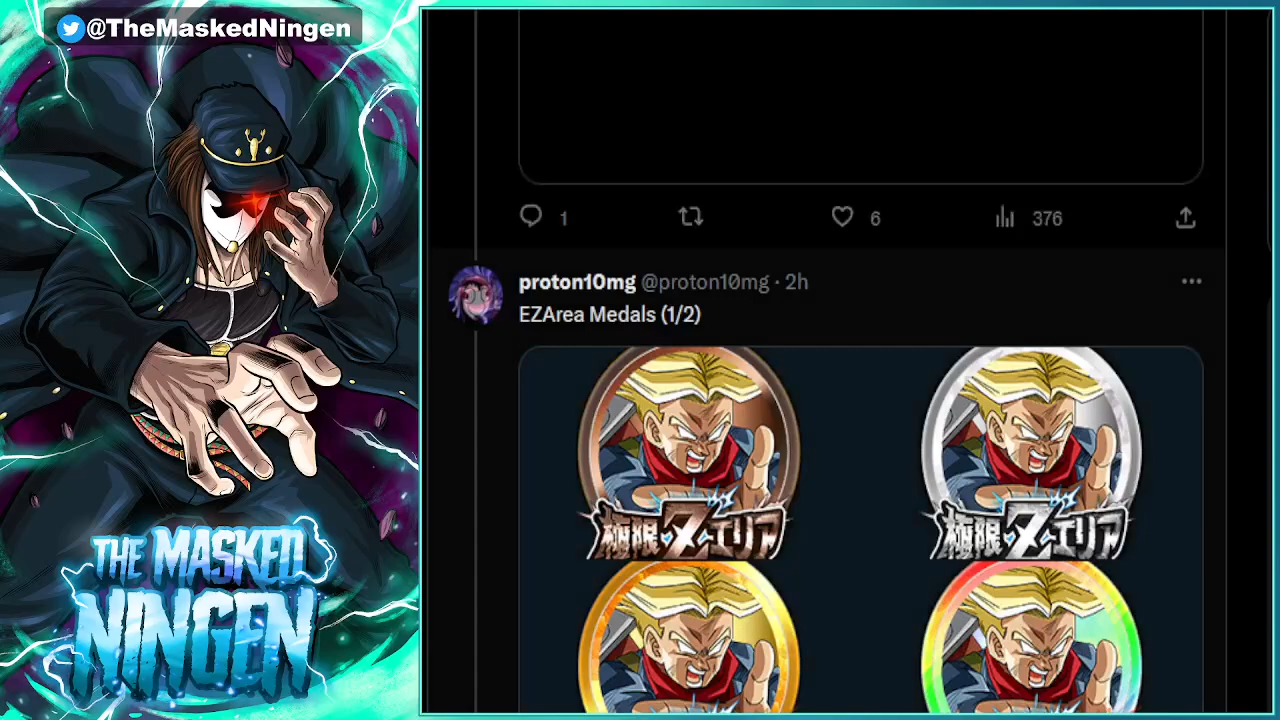 @TheMaskedNingen
THE MASKED
NINGEN
1
6
376
proton10mg @proton10mg · 2h
EZArea Medals (1/2)
極限Zエリア
極限Zエリア